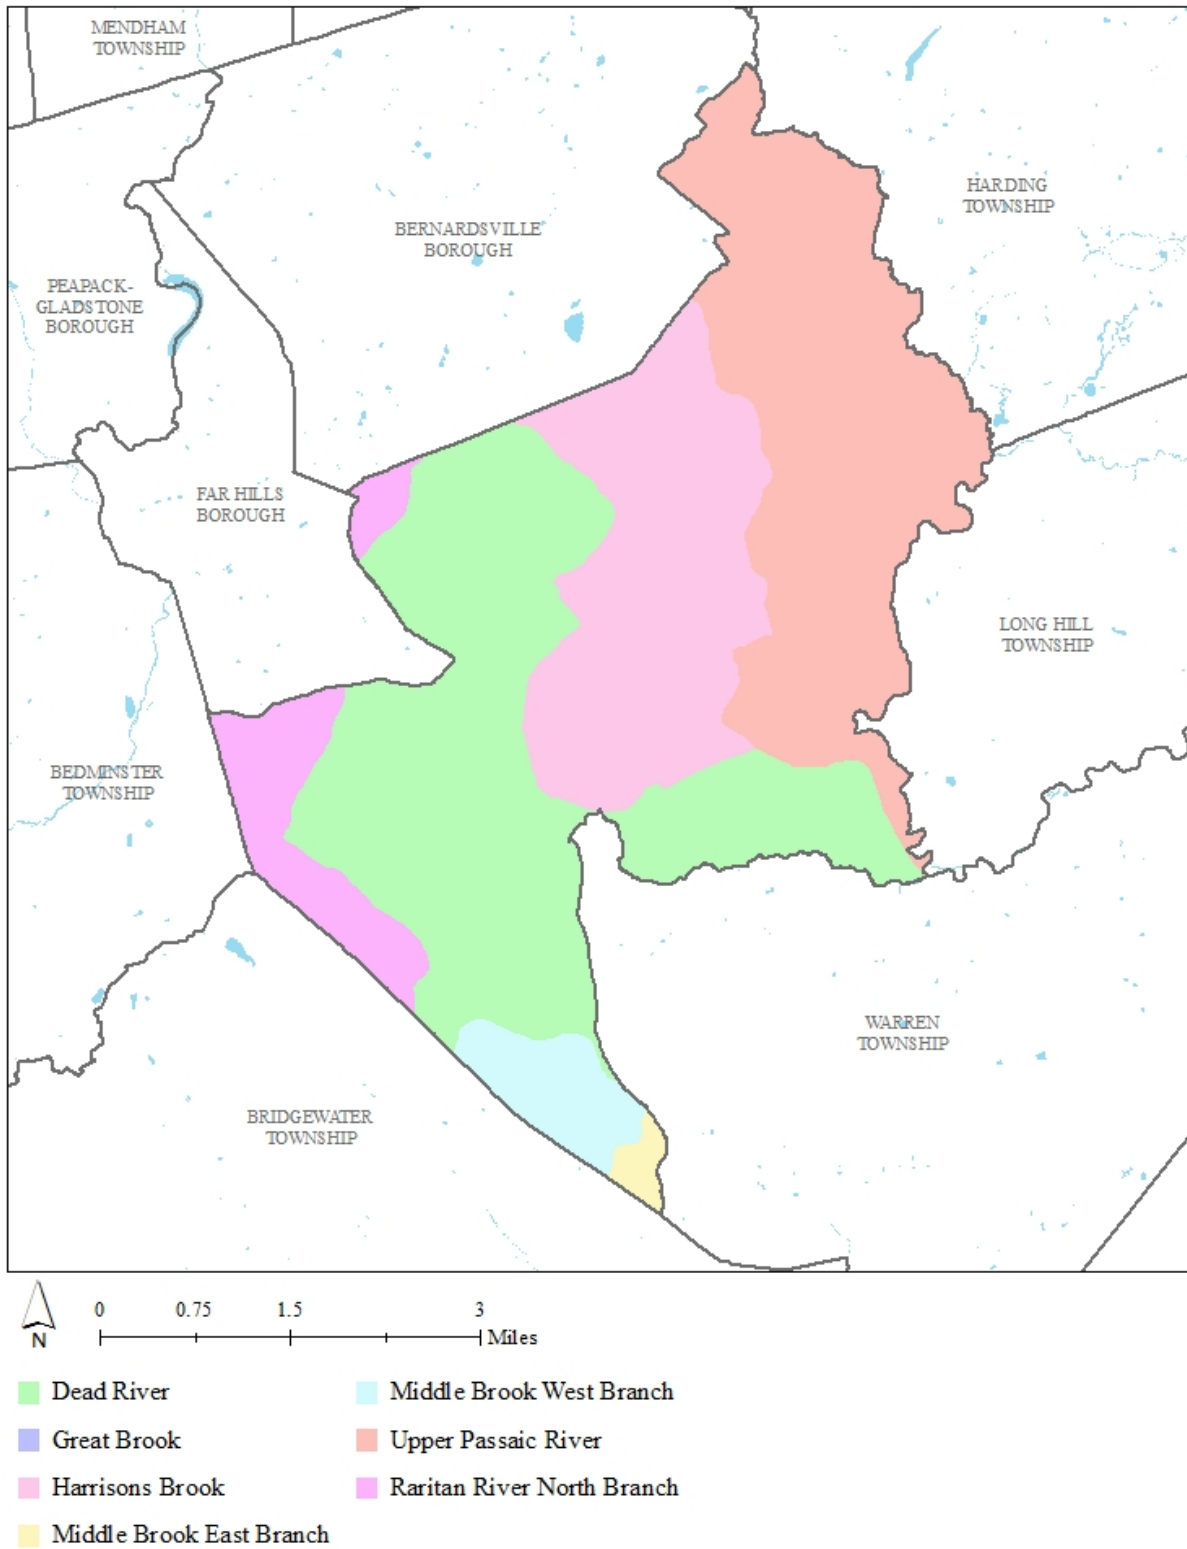 MENDHAM
TOWNSHIP
HARDING
TOWNSHIP
BERNARDSVILLE
BOROUGH
PEAPACK-
GLADSTONE
BOROUGH
FAR HILLS
BOROUGH
LONG HILL
TOWNSHIP
BEDMINSTER
TOWNSHIP
WARREN
TOWNSHIP
BRIDGEWATER
TOWNSHIP
N
0 0.75 1.5 3
Miles
Dead River
Great Brook
Harrisons Brook
Middle Brook East Branch
Middle Brook West Branch
Upper Passaic River
Raritan River North Branch